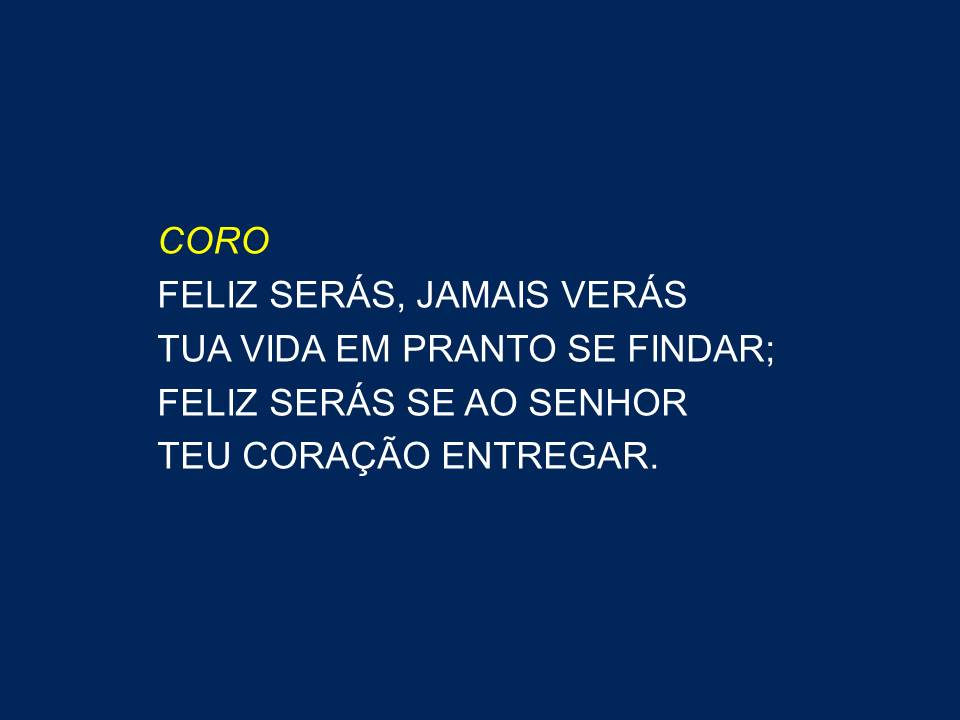 CORO
FELIZ SERÁS, JAMAIS VERÁS
TUA VIDA EM PRANTO SE FINDAR;
FELIZ SERÁS SE AO SENHOR
TEU CORAÇÃO ENTREGAR.